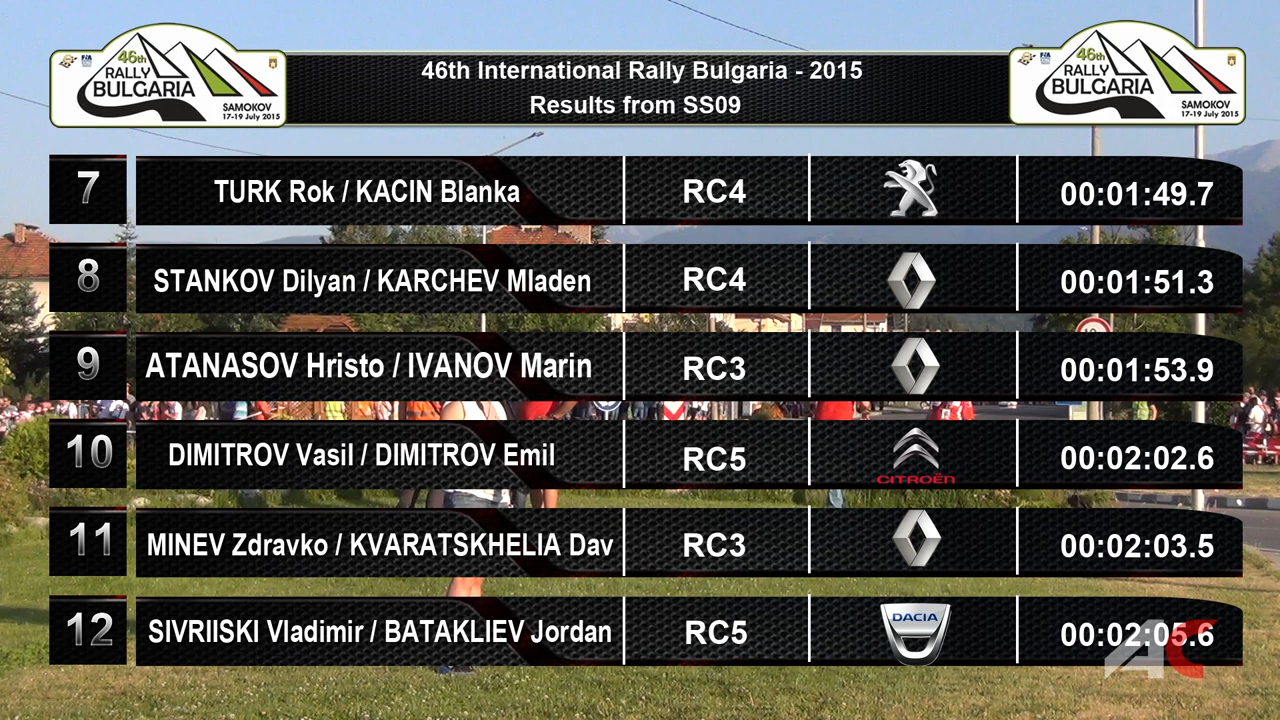 46th
RALLY
BULGARIA
SAMOKOV
17-19 July 2015
46th International Rally Bulgaria - 2015
Results from SS09
46th
RALLY
BULGARIA
SAMOKOV
17-19 July 2015
7 TURK Rok / KACIN Blanka RC4 00:01:49.7
8 STANKOV Dilyan / KARCHEV Mladen RC4 00:01:51.3
9 ATANASOV Hristo / IVANOV Marin RC3 00:01:53.9
10 DIMITROV Vasil / DIMITROV Emil RC5 CITROËN 00:02:02.6
11 MINEV Zdravko / KVARATSKHELIA Dav RC3 00:02:03.5
12 SIVRIISKI Vladimir / BATAKLIEV Jordan RC5 DACIA 00:02:05.6
AC